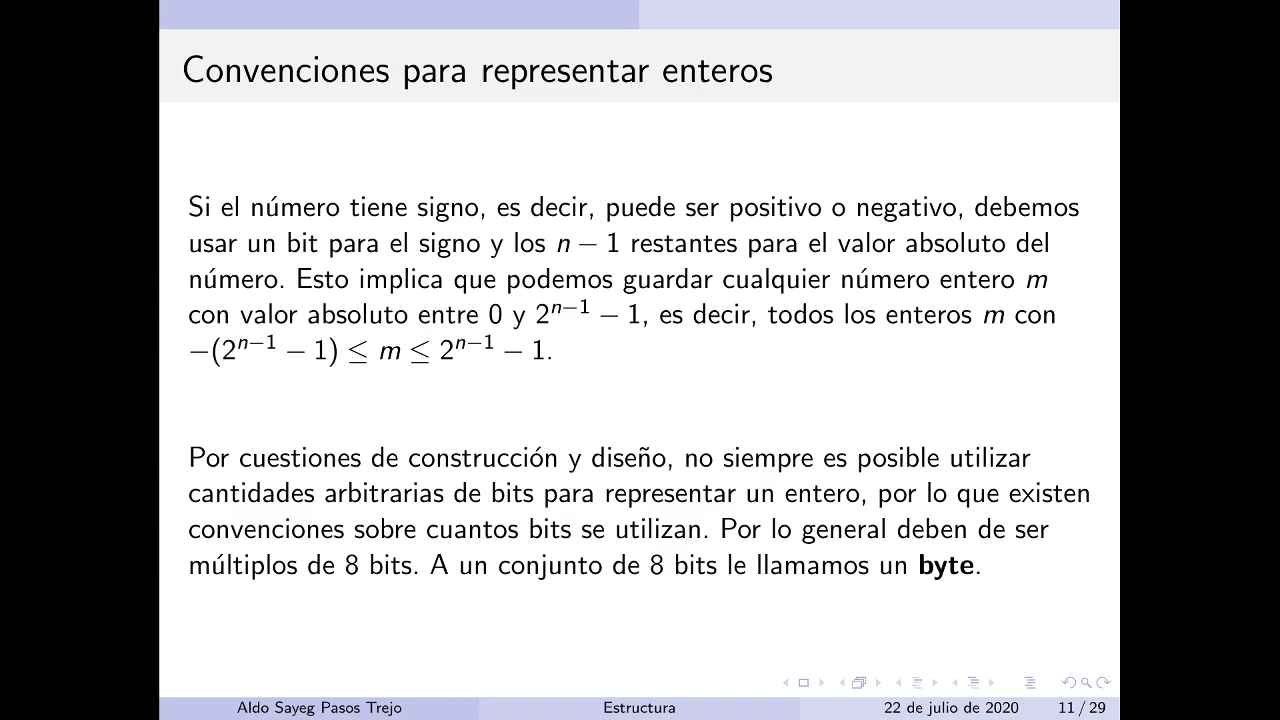 Convenciones para representar enteros
Si el número tiene signo, es decir, puede ser positivo o negativo, debemos
usar un bit para el signo y los n − 1 restantes para el valor absoluto del
número. Esto implica que podemos guardar cualquier número entero m
con valor absoluto entre 0 y 2ⁿ⁻¹ − 1, es decir, todos los enteros m con
−(2ⁿ⁻¹ − 1) ≤ m ≤ 2ⁿ⁻¹ − 1.
Por cuestiones de construcción y diseño, no siempre es posible utilizar
cantidades arbitrarias de bits para representar un entero, por lo que existen
convenciones sobre cuantos bits se utilizan. Por lo general deben de ser
múltiplos de 8 bits. A un conjunto de 8 bits le llamamos un byte.
Aldo Sayeg Pasos Trejo Estructura 22 de julio de 2020 11 / 29